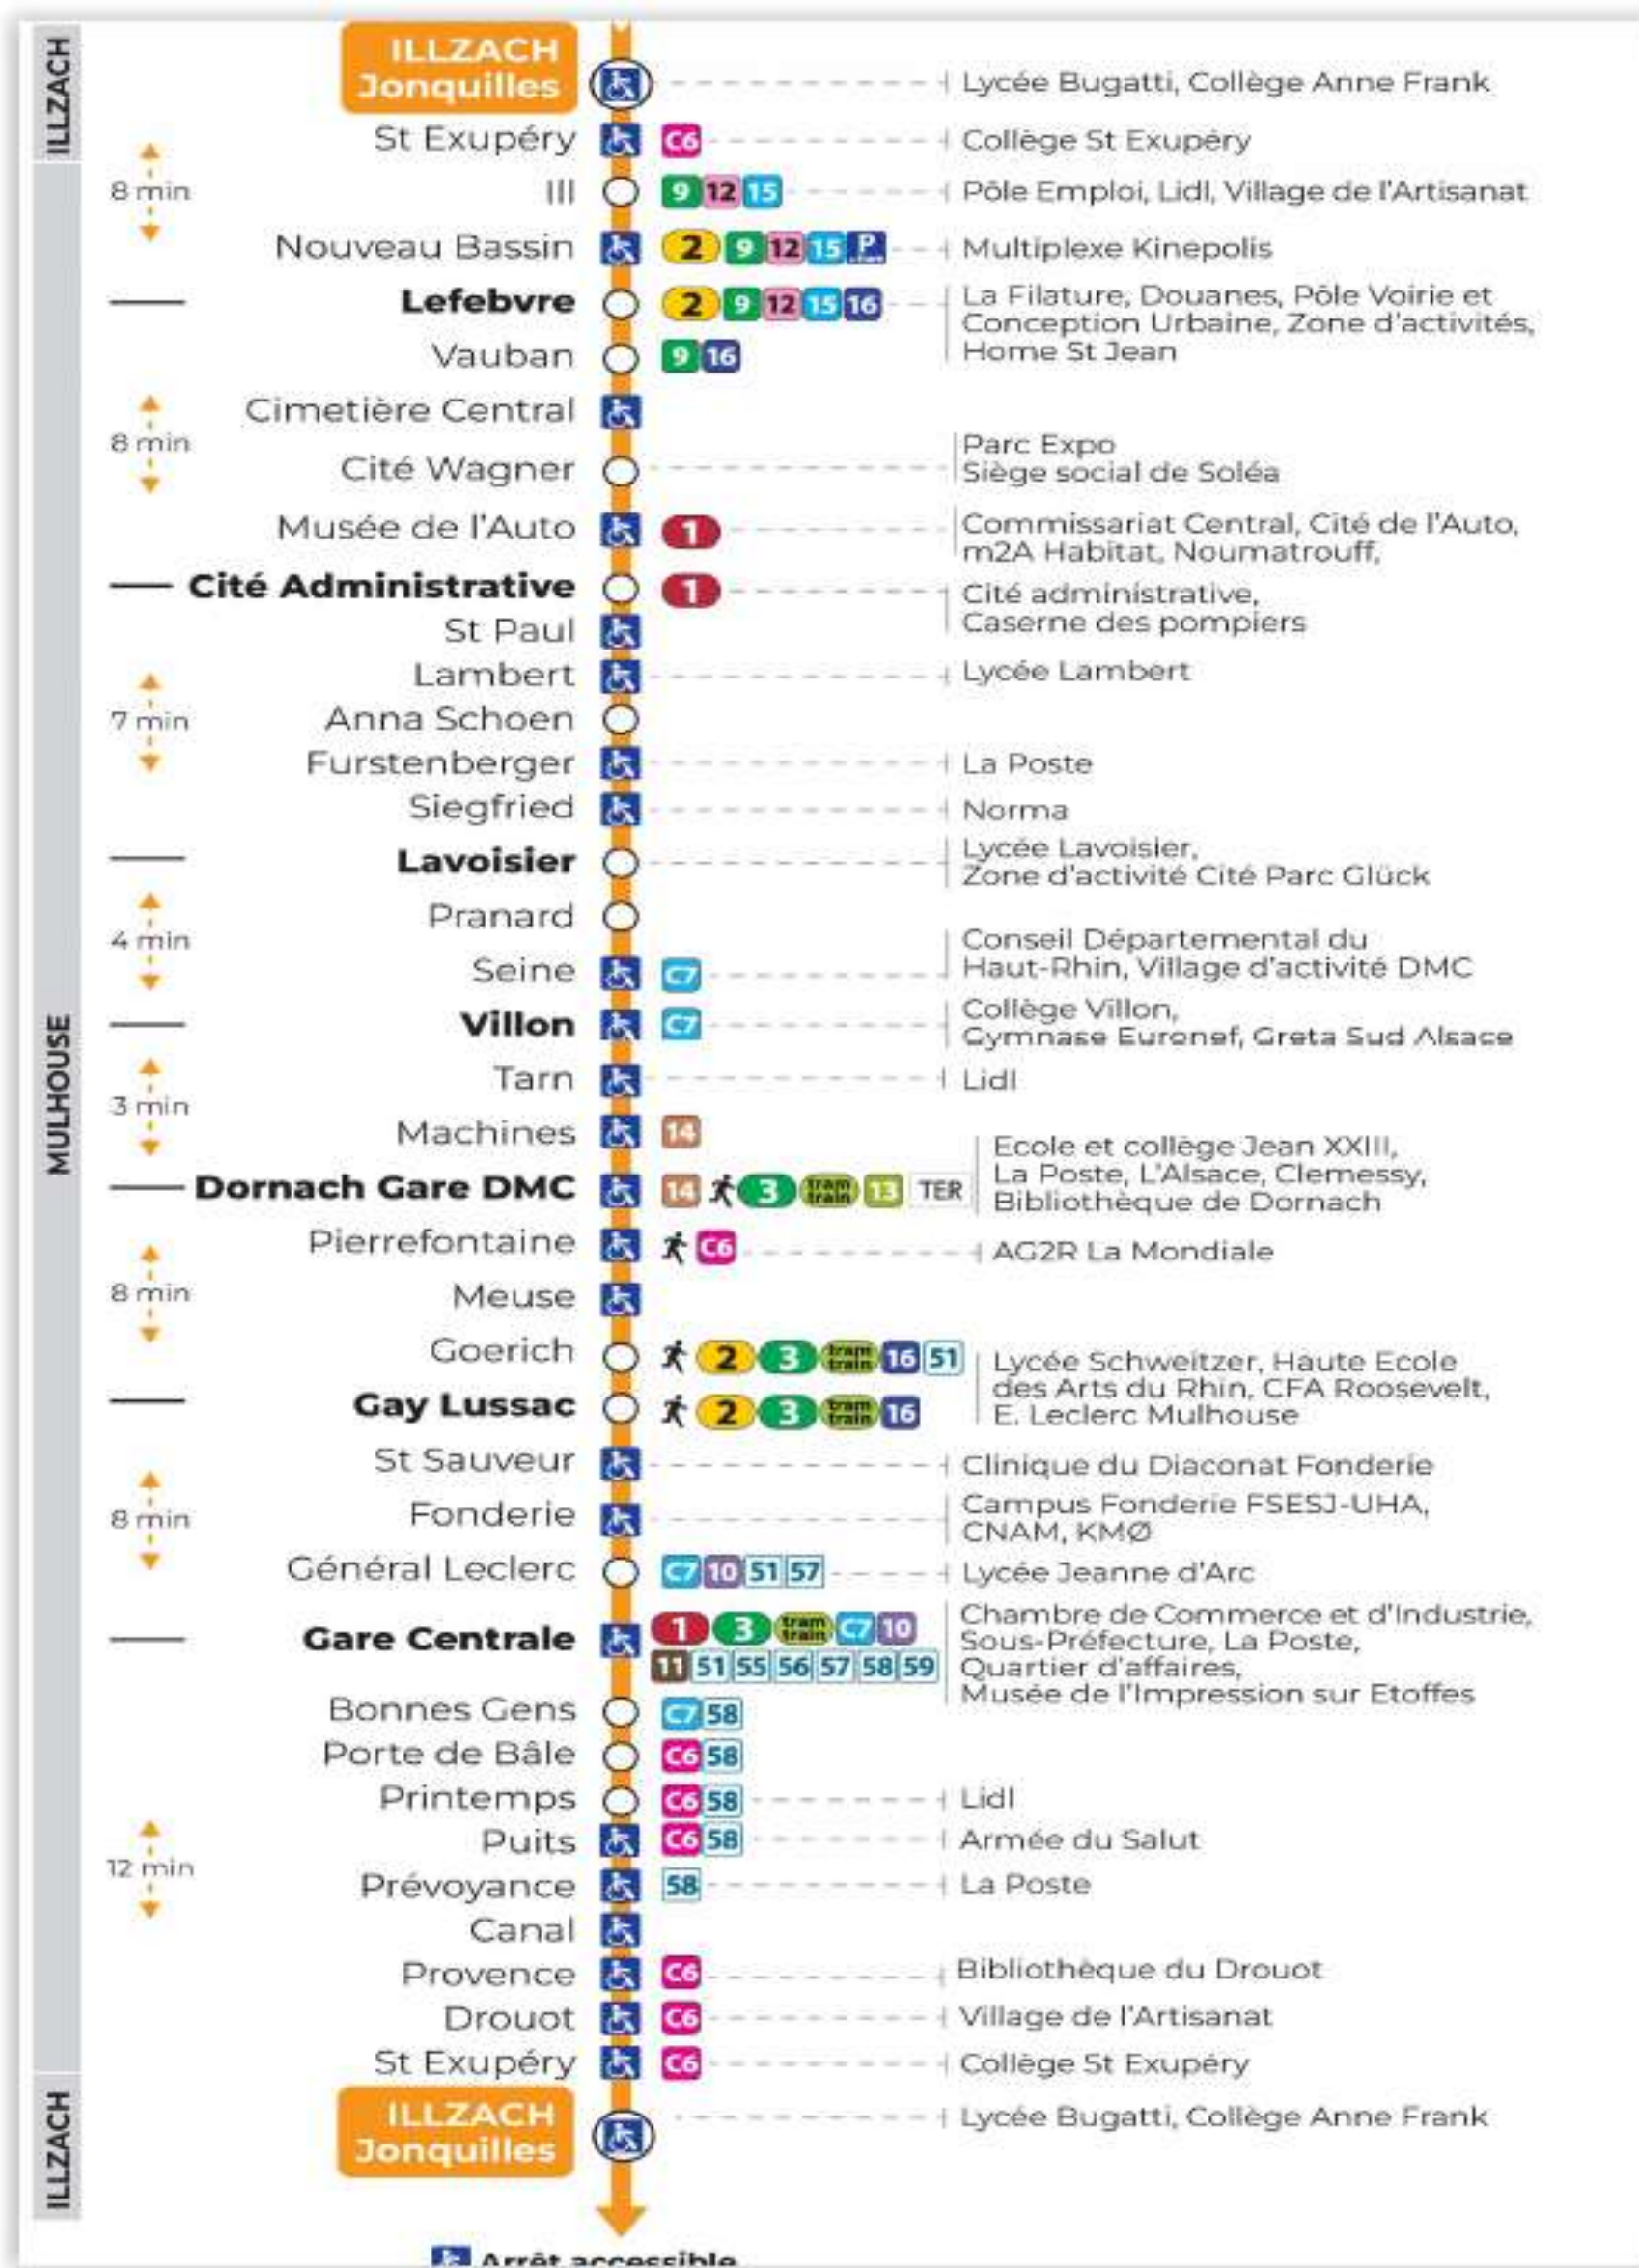 ILLZACH
ILLZACH
Jonquilles
Lycée Bugatti, Collège Anne Frank
St Exupéry C6 Collège St Exupéry
8 min
Ill 9 12 15 Pôle Emploi, Lidl, Village de l'Artisanat
Nouveau Bassin 2 9 12 15 P Multiplexe Kinepolis
Lefebvre 2 9 12 15 16 La Filature, Douanes, Pôle Voirie et
Conception Urbaine, Zone d'activités,
Home St Jean
Vauban 9 16
Cimetière Central
8 min
Cité Wagner Parc Expo
Siège social de Soléa
Musée de l'Auto 1 Commissariat Central, Cité de l'Auto,
m2A Habitat, Noumatrouff,
Cité Administrative 1 Cité administrative,
Caserne des pompiers
St Paul
Lambert Lycée Lambert
7 min
Anna Schoen
Furstenberger La Poste
Siegfried Norma
Lavoisier Lycée Lavoisier,
Zone d'activité Cité Parc Glück
Pranard
4 min
Seine C7 Conseil Départemental du
Haut-Rhin, Village d'activité DMC
MULHOUSE
Villon C7 Collège Villon,
Gymnase Euronef, Greta Sud Alsace
Tarn Lidl
3 min
Machines 14
Dornach Gare DMC 14 3 tram train 13 TER Ecole et collège Jean XXIII,
La Poste, L'Alsace, Clemessy,
Bibliothèque de Dornach
Pierrefontaine C6 AG2R La Mondiale
8 min
Meuse
Goerich 2 3 tram train 16 51 Lycée Schweitzer, Haute Ecole
des Arts du Rhin, CFA Roosevelt,
E. Leclerc Mulhouse
Gay Lussac 2 3 tram train 16
St Sauveur Clinique du Diaconat Fonderie
8 min
Fonderie Campus Fonderie FSESJ-UHA,
CNAM, KMØ
Général Leclerc C7 10 51 57 Lycée Jeanne d'Arc
Gare Centrale 1 3 tram train C7 10
11 51 55 56 57 58 59
Chambre de Commerce et d'Industrie,
Sous-Préfecture, La Poste,
Quartier d'affaires,
Musée de l'Impression sur Etoffes
Bonnes Gens C7 58
Porte de Bâle C6 58
Printemps C6 58 Lidl
Puits C6 58 Armée du Salut
12 min
Prévoyance 58 La Poste
Canal
Provence C6 Bibliothèque du Drouot
Drouot C6 Village de l'Artisanat
St Exupéry C6 Collège St Exupéry
ILLZACH
Jonquilles
Lycée Bugatti, Collège Anne Frank
ILLZACH
Arrêt accessible